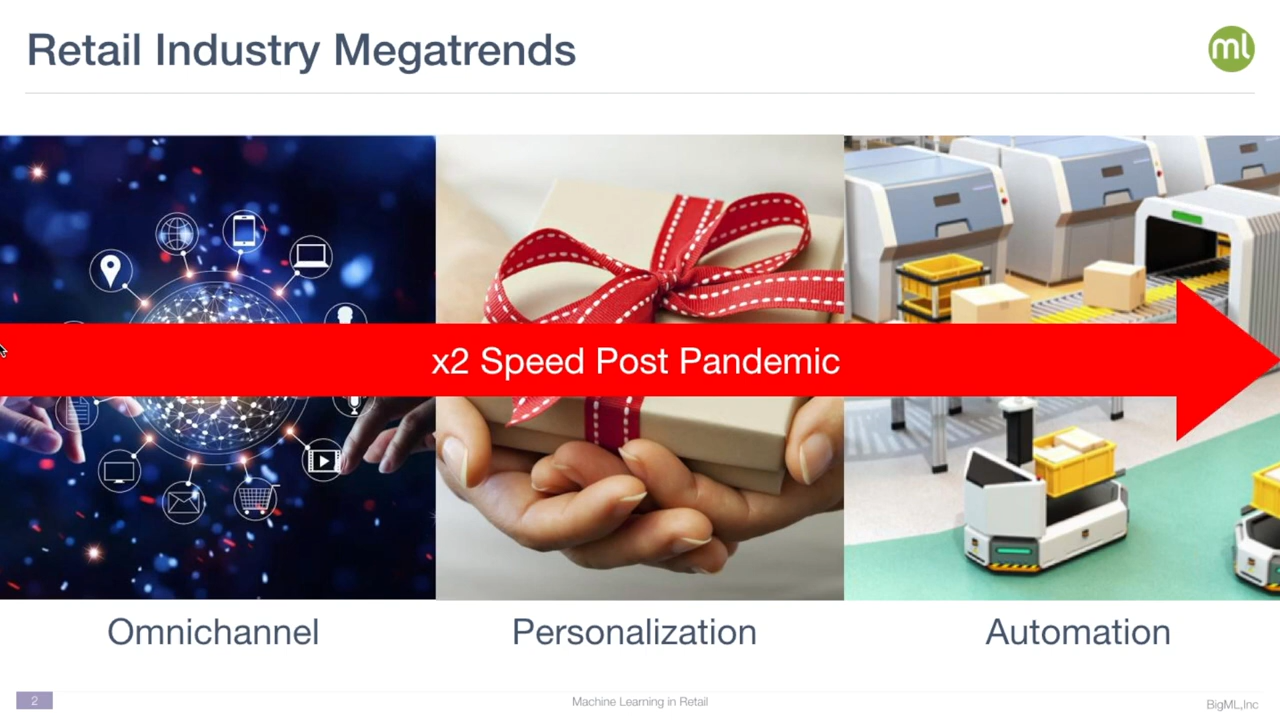 Retail Industry Megatrends
ml
x2 Speed Post Pandemic
Omnichannel
Personalization
Automation
2
Machine Learning in Retail
BigML,Inc